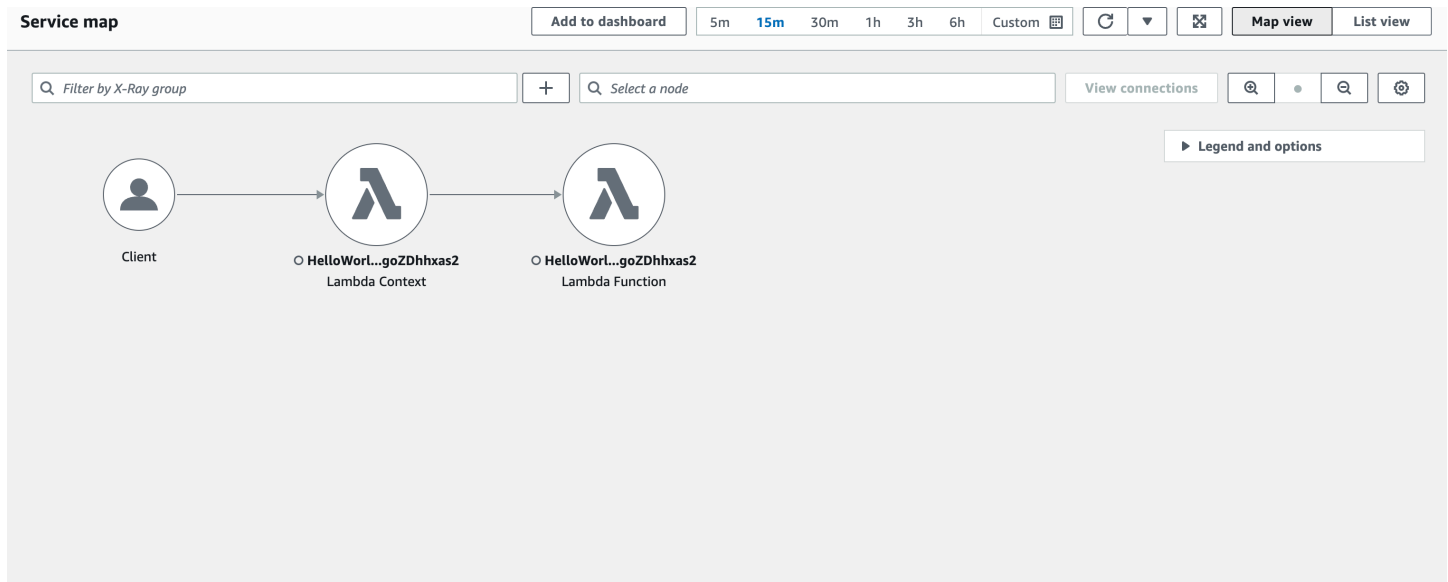 Service map
Add to dashboard
5m 15m 30m 1h 3h 6h Custom
Map view List view
Filter by X-Ray group
Select a node
View connections
Legend and options
Client
HelloWorl...goZDhhxas2
Lambda Context
HelloWorl...goZDhhxas2
Lambda Function